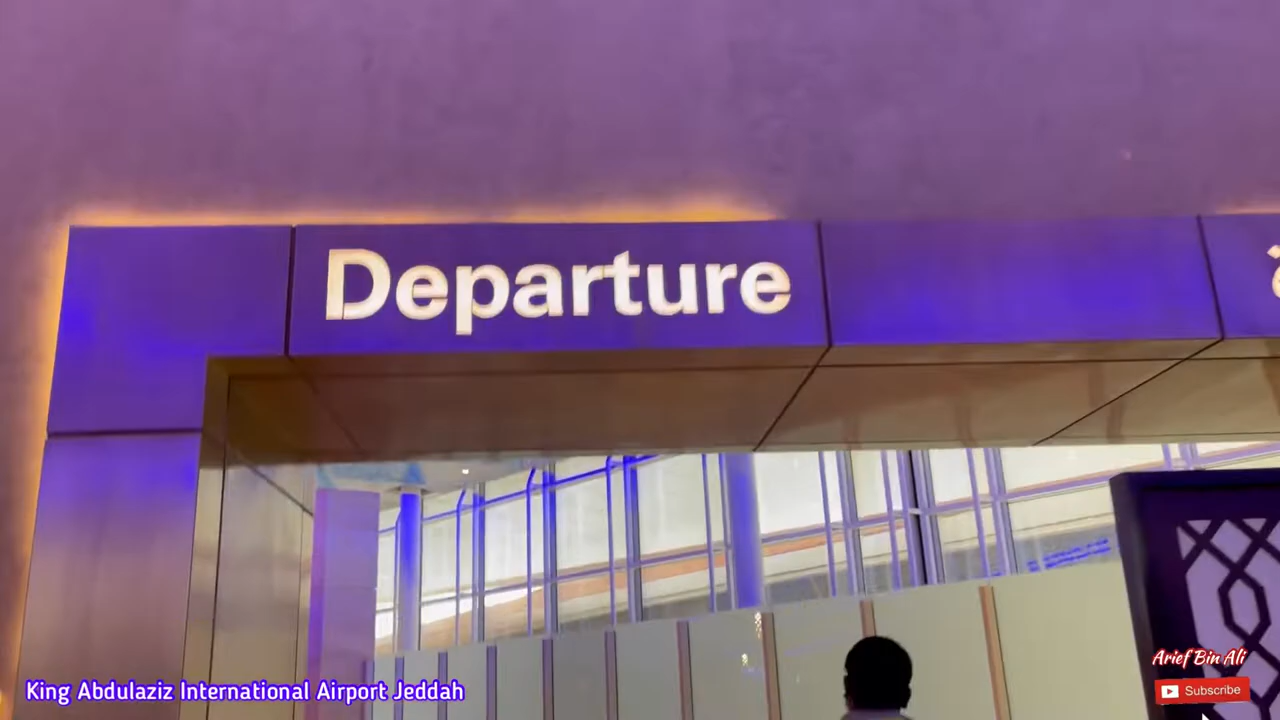 Departure
King Abdulaziz International Airport Jeddah
Arief Bin Ali
Subscribe